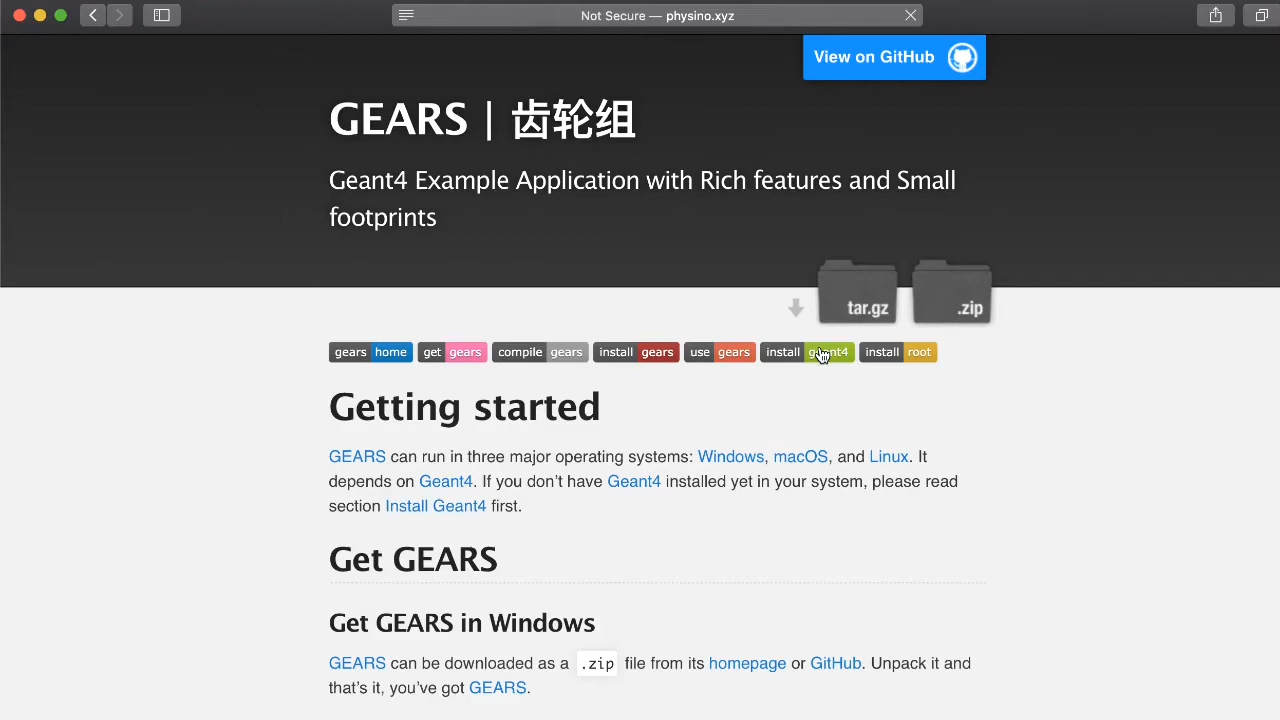 Not Secure — physino.xyz
View on GitHub
GEARS | 齿轮组
Geant4 Example Application with Rich features and Small
footprints
tar.gz .zip
gears home get gears compile gears install gears use gears install geant4 install root
Getting started
GEARS can run in three major operating systems: Windows, macOS, and Linux. It
depends on Geant4. If you don’t have Geant4 installed yet in your system, please read
section Install Geant4 first.
Get GEARS
Get GEARS in Windows
GEARS can be downloaded as a .zip file from its homepage or GitHub. Unpack it and
that’s it, you’ve got GEARS.